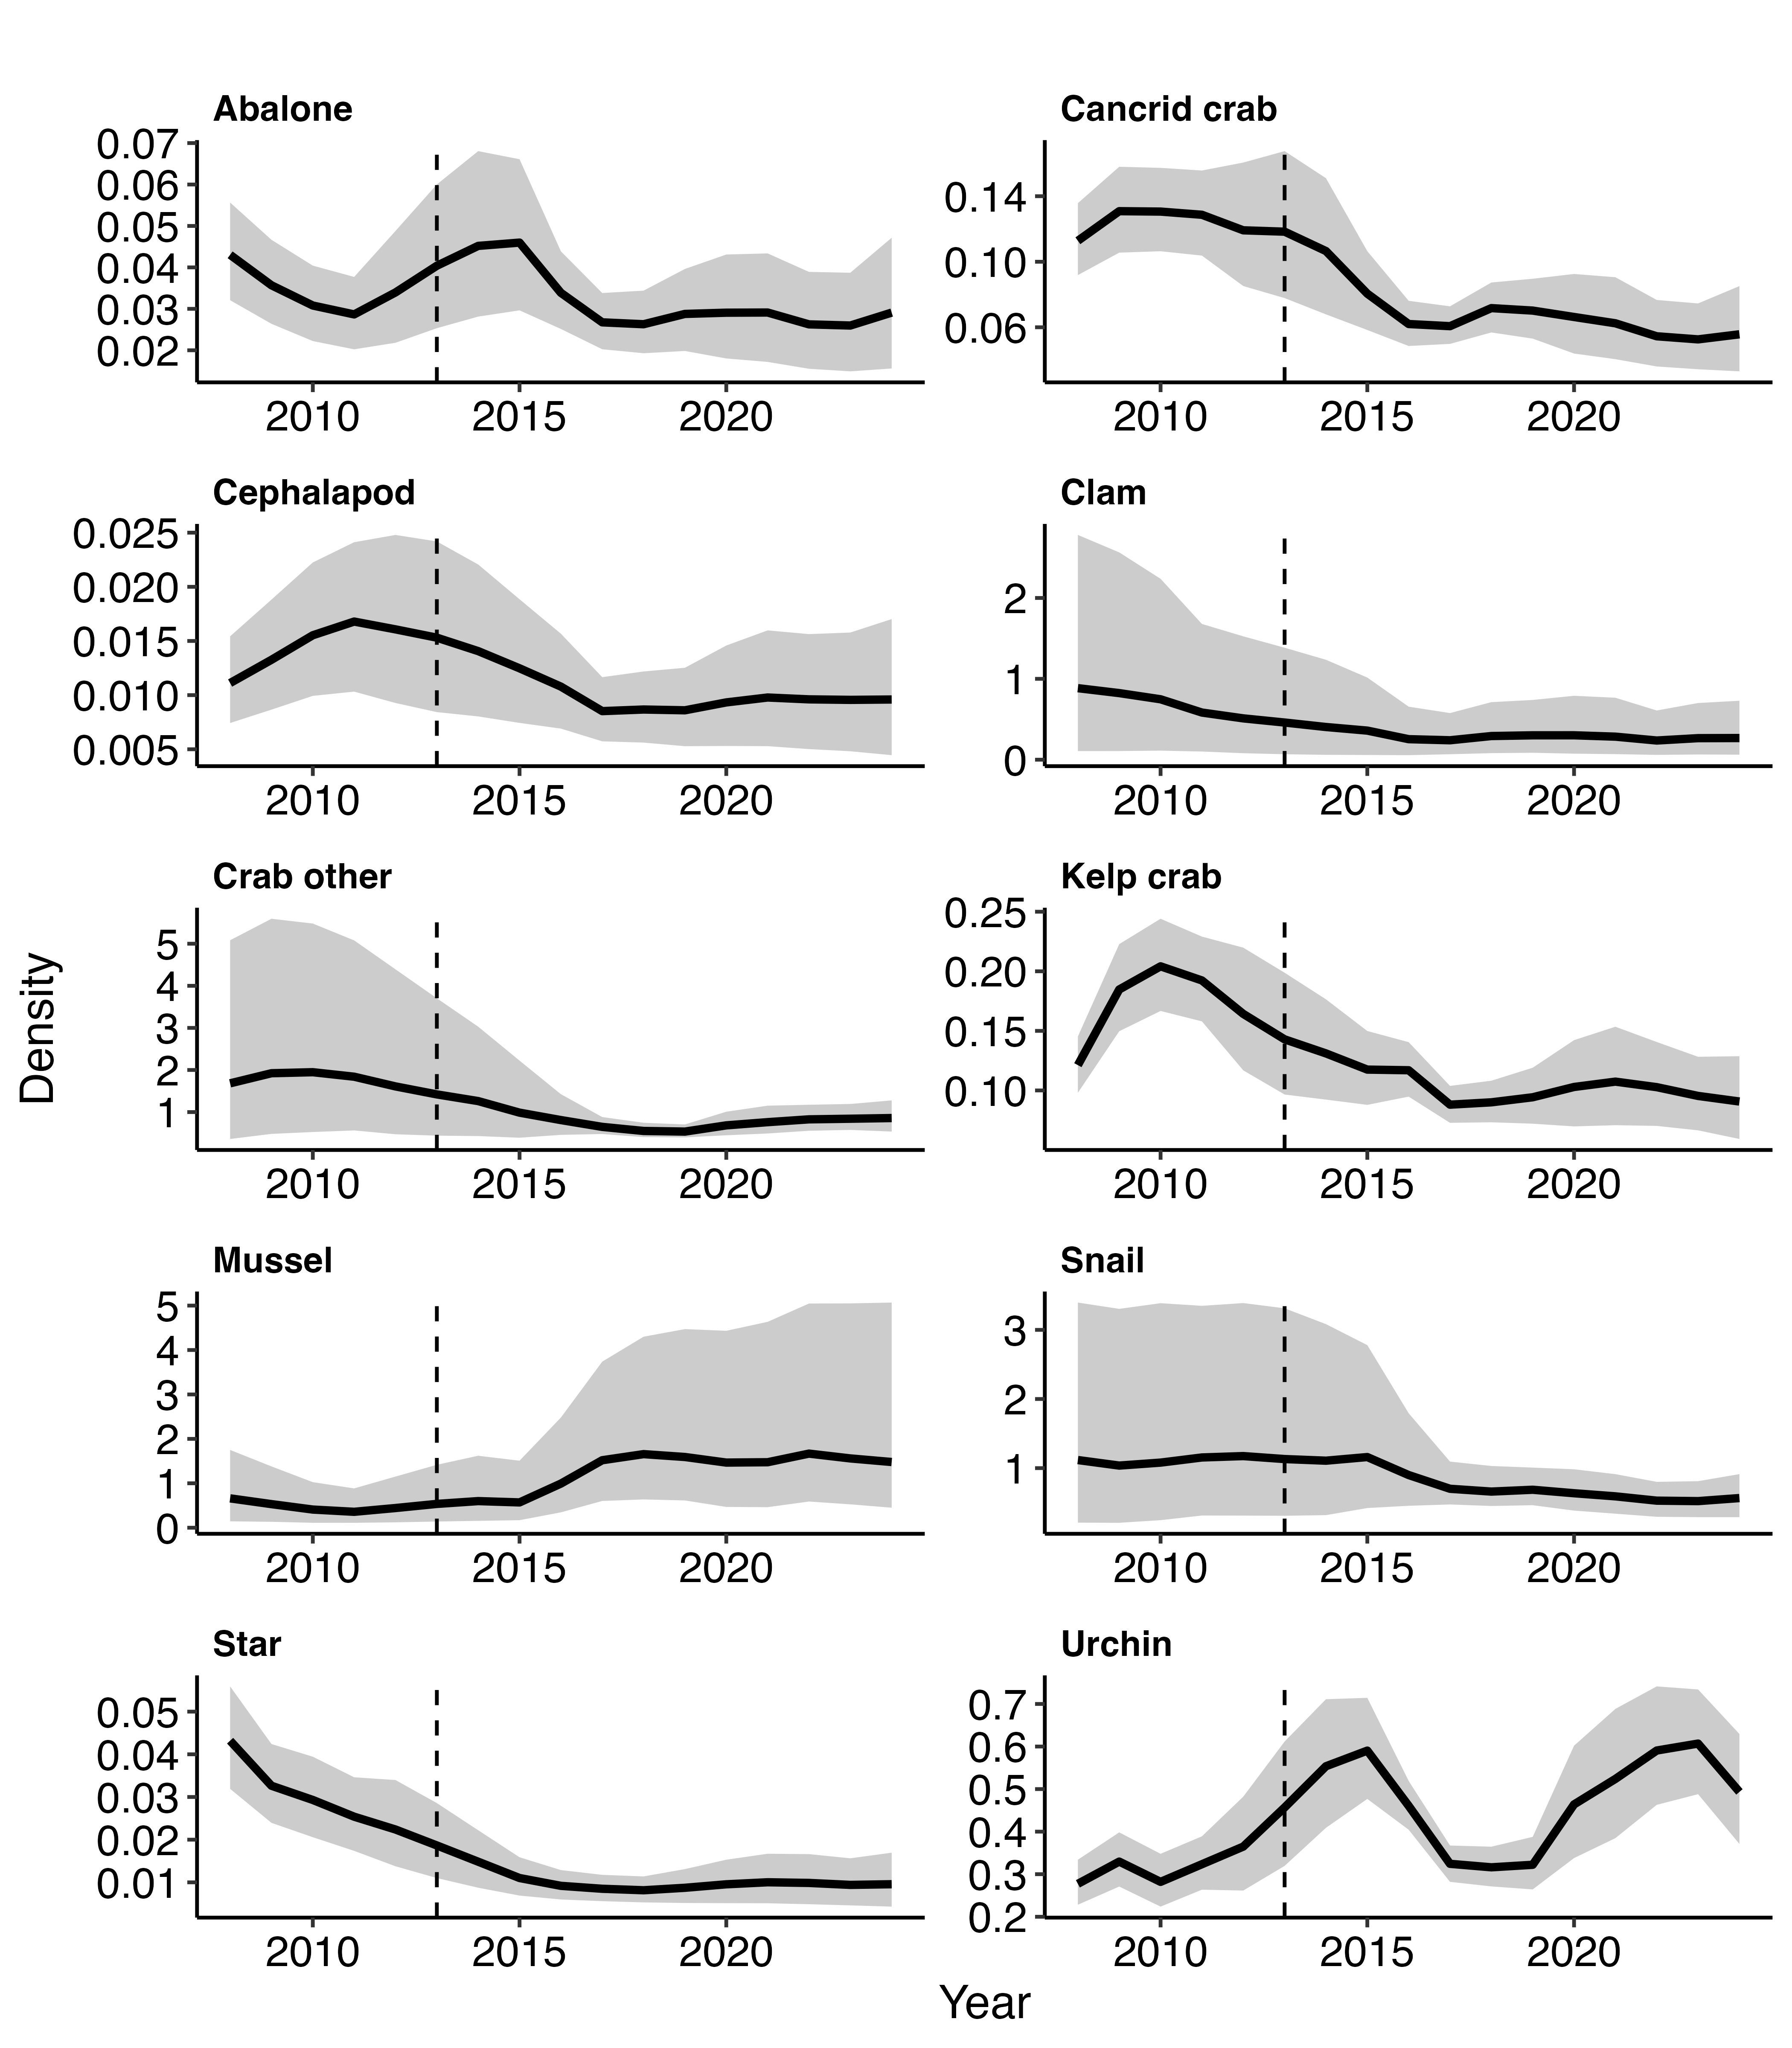 Abalone
0.07
0.06
0.05
0.04
0.03
0.02
2010 2015 2020
Cancrid crab
0.14
0.10
0.06
2010 2015 2020
Cephalapod
0.025
0.020
0.015
0.010
0.005
2010 2015 2020
Clam
2
1
0
2010 2015 2020
Crab other
5
4
3
2
1
2010 2015 2020
Kelp crab
0.25
0.20
0.15
0.10
2010 2015 2020
Density
Mussel
5
4
3
2
1
0
2010 2015 2020
Snail
3
2
1
2010 2015 2020
Star
0.05
0.04
0.03
0.02
0.01
2010 2015 2020
Urchin
0.7
0.6
0.5
0.4
0.3
0.2
2010 2015 2020
Year